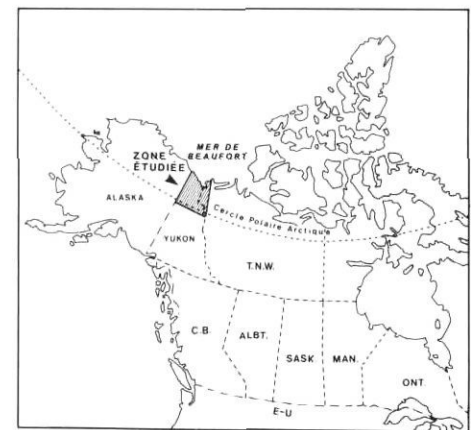 MER DE
BEAUFORT
ZONE
ÉTUDIÉE
ALASKA
Cercle Polaire Arctique
YUKON
T.N.W.
C.B.
ALBT.
SASK.
MAN.
ONT.
E-U